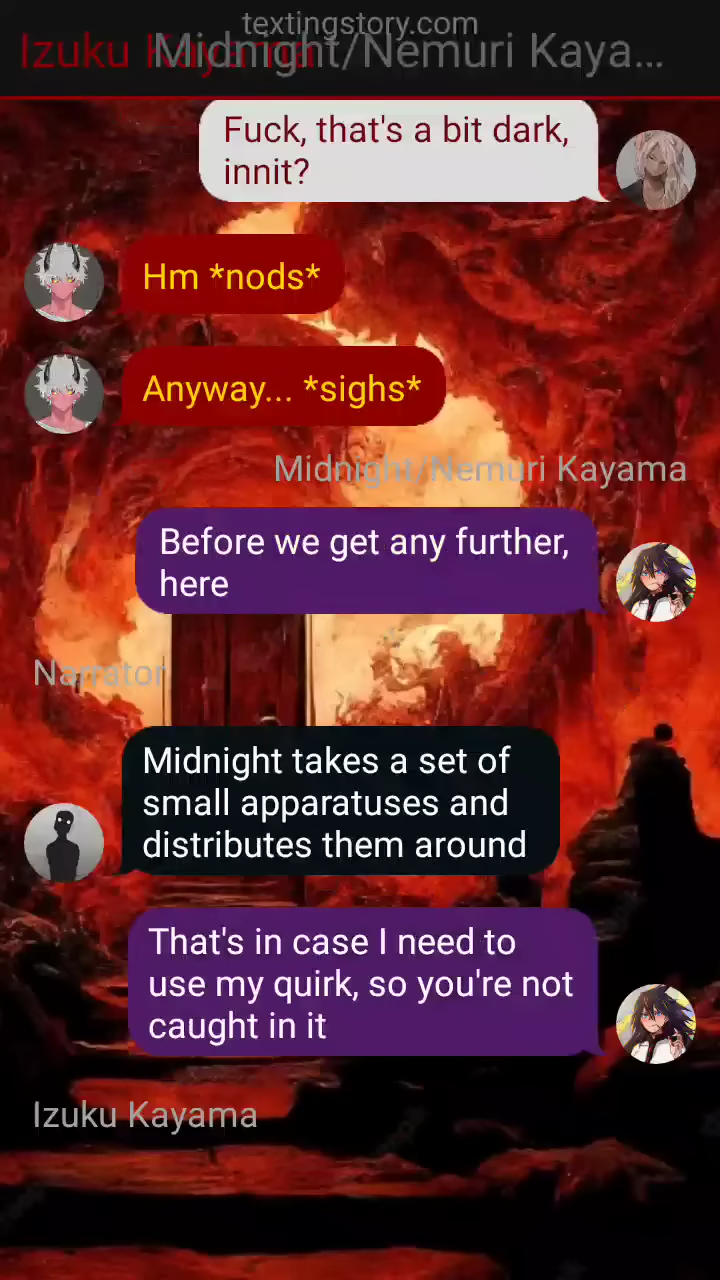 textingstory.com
Izuku Kayama
Midnight/Nemuri Kaya...
Fuck, that's a bit dark,
innit?
Hm *nods*
Anyway... *sighs*
Midnight/Nemuri Kayama
Before we get any further,
here
Narrator
Midnight takes a set of
small apparatuses and
distributes them around
That's in case I need to
use my quirk, so you're not
caught in it
Izuku Kayama